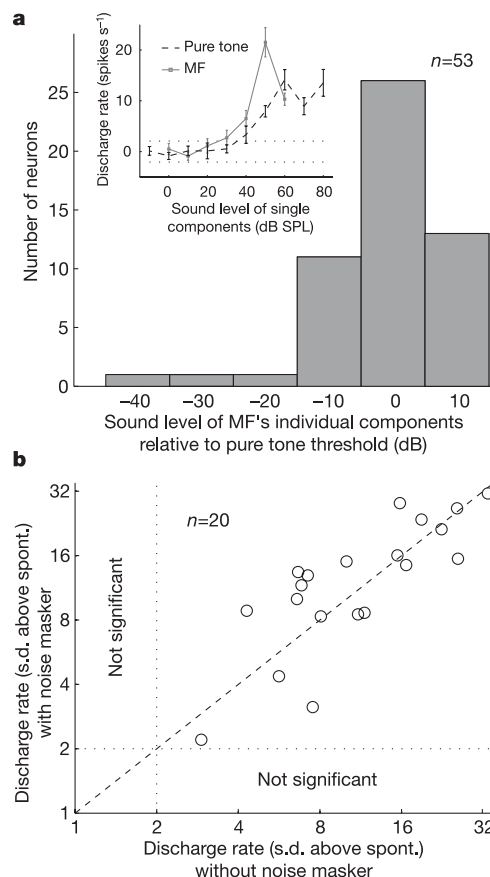 a
n=53
Pure tone
MF
Discharge rate (spikes s⁻¹)
20
10
0
0 20 40 60 80
Sound level of single
components (dB SPL)
Number of neurons
25
20
15
10
5
0
−40 −30 −20 −10 0 10
Sound level of MF's individual components
relative to pure tone threshold (dB)
b
n=20
Discharge rate (s.d. above spont.)
with noise masker
32
16
8
4
2
1
Not significant
Not significant
1 2 4 8 16 32
Discharge rate (s.d. above spont.)
without noise masker